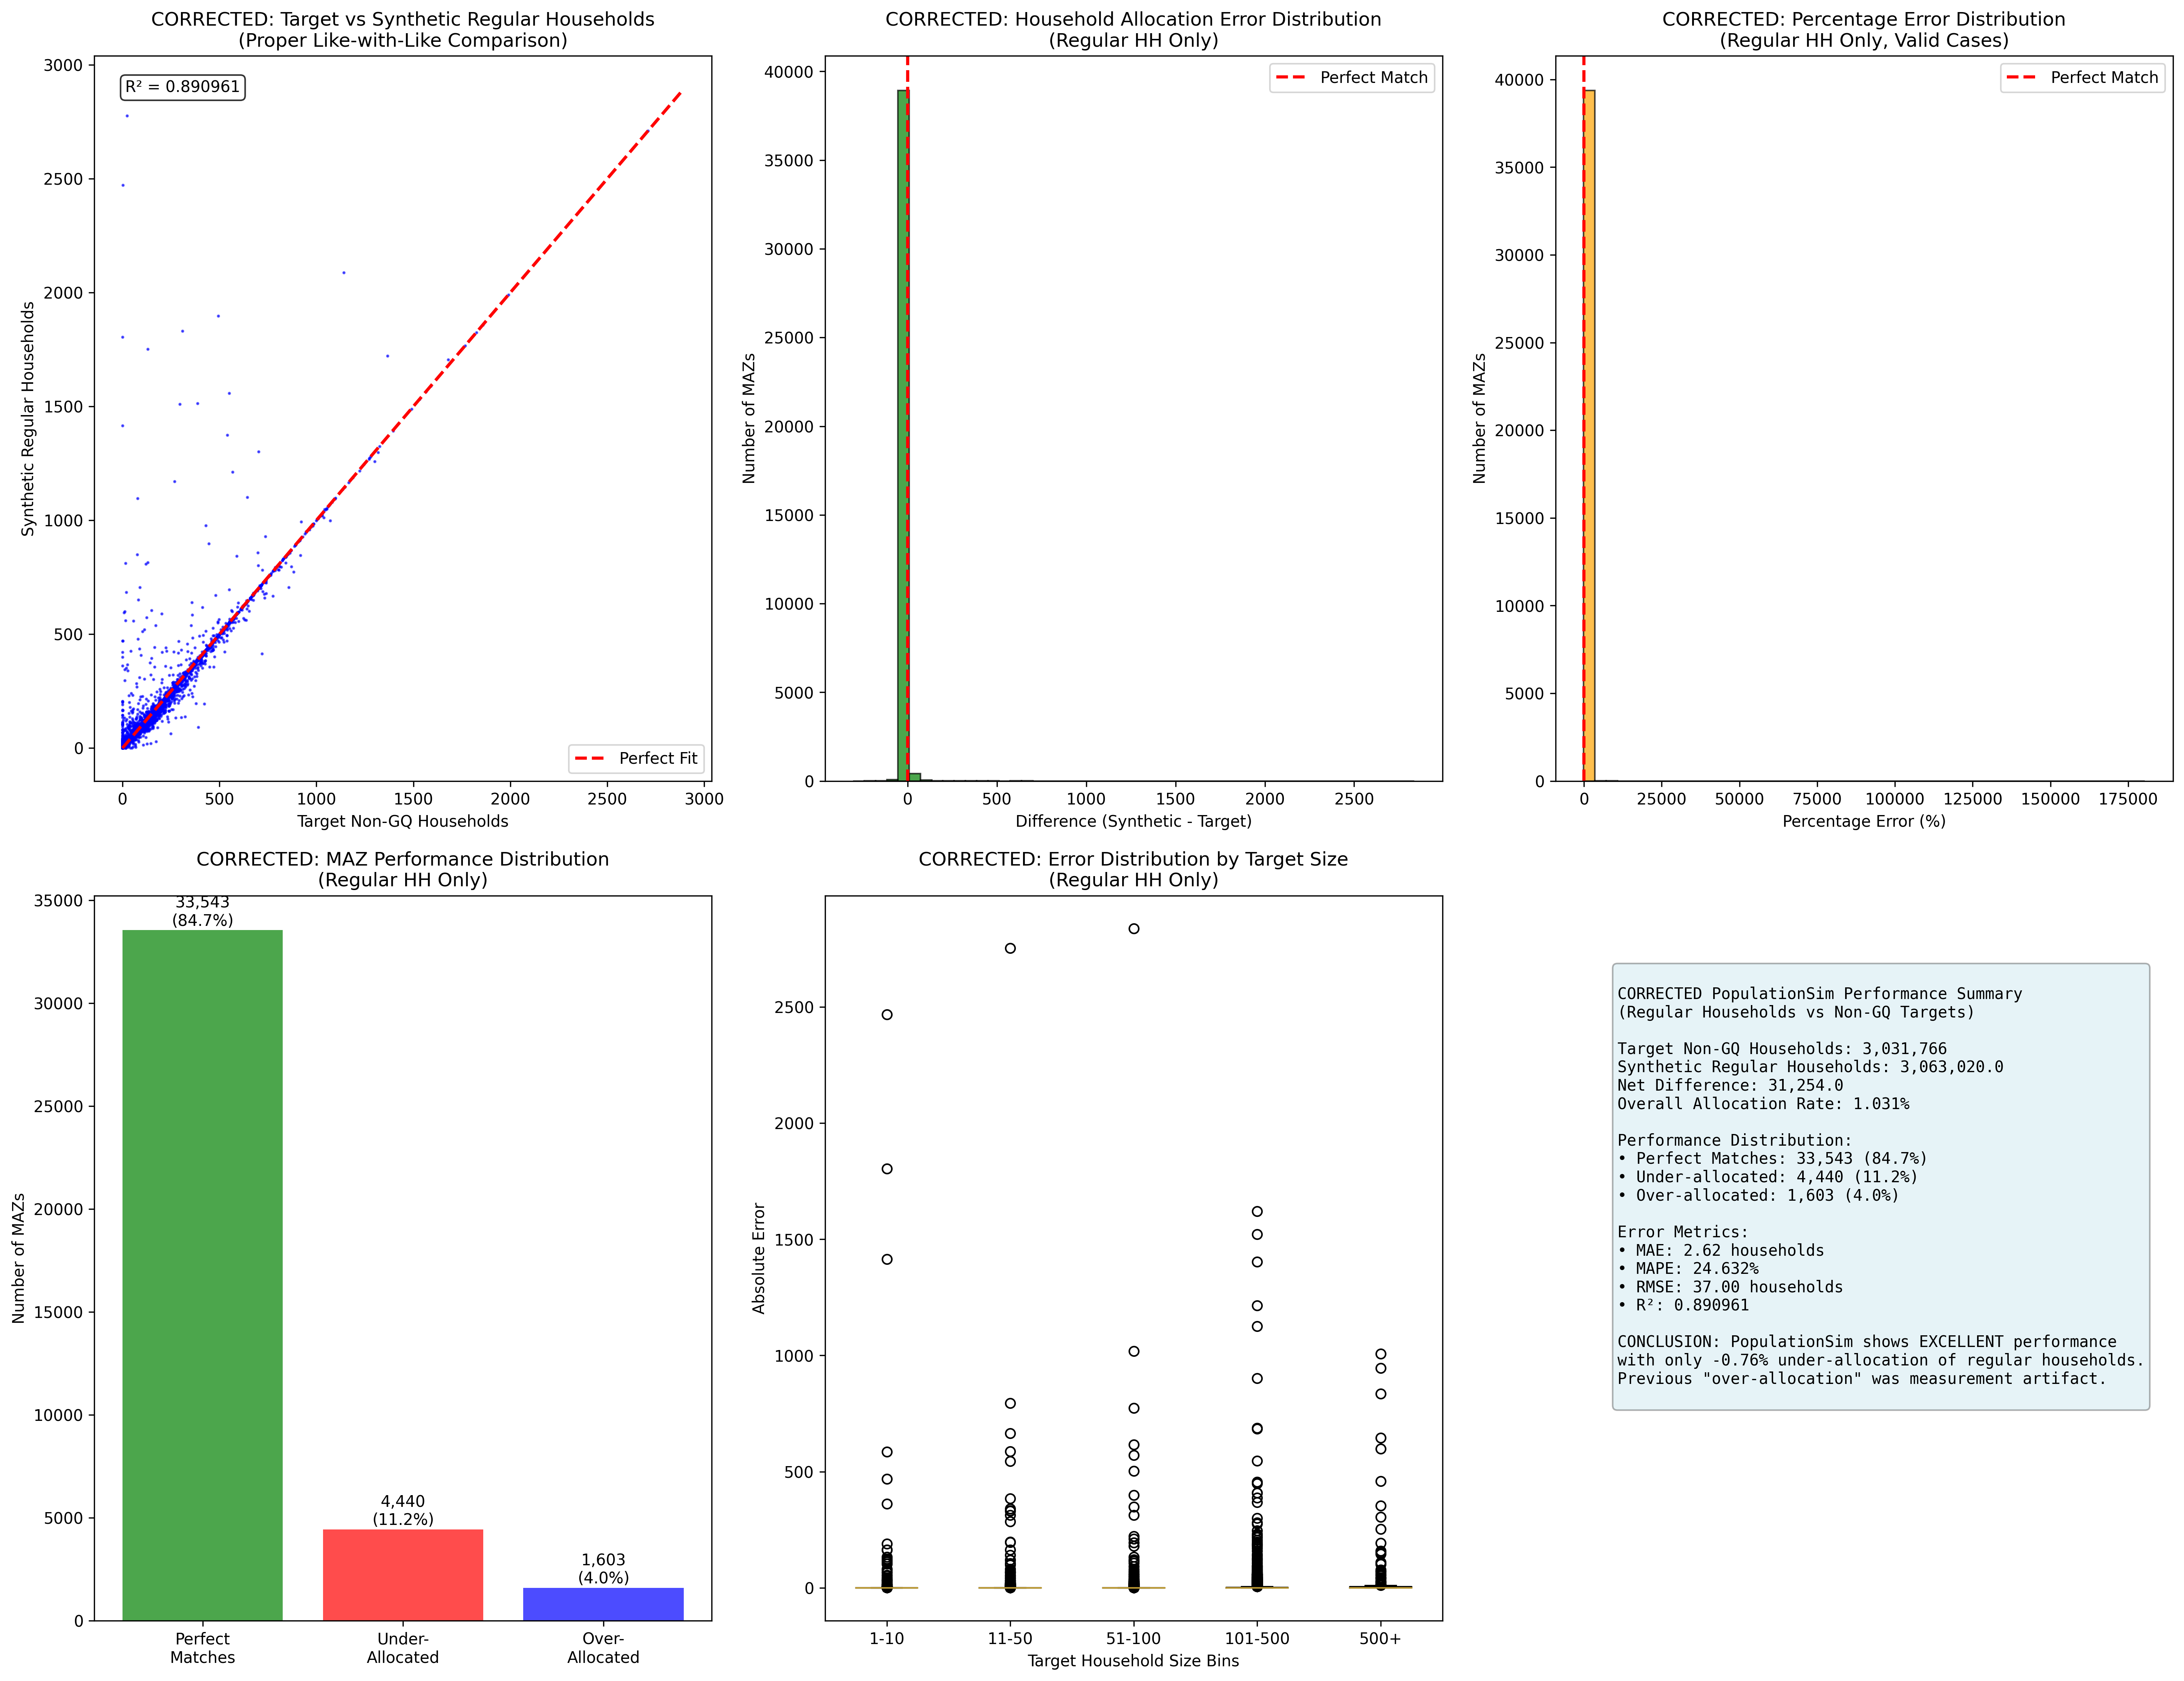 CORRECTED: Target vs Synthetic Regular Households
(Proper Like-with-Like Comparison)
3000
2500
2000
1500
1000
500
0
Synthetic Regular Households
R² = 0.890961
Perfect Fit
0 500 1000 1500 2000 2500 3000
Target Non-GQ Households
CORRECTED: Household Allocation Error Distribution
(Regular HH Only)
40000
35000
30000
25000
20000
15000
10000
5000
0
Number of MAZs
Perfect Match
0 500 1000 1500 2000 2500
Difference (Synthetic - Target)
CORRECTED: Percentage Error Distribution
(Regular HH Only, Valid Cases)
40000
35000
30000
25000
20000
15000
10000
5000
0
Number of MAZs
Perfect Match
0 25000 50000 75000 100000 125000 150000 175000
Percentage Error (%)
CORRECTED: MAZ Performance Distribution
(Regular HH Only)
35000
30000
25000
20000
15000
10000
5000
0
Number of MAZs
33,543
(84.7%)
4,440
(11.2%)
1,603
(4.0%)
Perfect
Matches
Under-
Allocated
Over-
Allocated
CORRECTED: Error Distribution by Target Size
(Regular HH Only)
2500
2000
1500
1000
500
0
Absolute Error
1-10 11-50 51-100 101-500 500+
Target Household Size Bins
CORRECTED PopulationSim Performance Summary
(Regular Households vs Non-GQ Targets)
Target Non-GQ Households: 3,031,766
Synthetic Regular Households: 3,063,020.0
Net Difference: 31,254.0
Overall Allocation Rate: 1.031%
Performance Distribution:
• Perfect Matches: 33,543 (84.7%)
• Under-allocated: 4,440 (11.2%)
• Over-allocated: 1,603 (4.0%)
Error Metrics:
• MAE: 2.62 households
• MAPE: 24.632%
• RMSE: 37.00 households
• R²: 0.890961
CONCLUSION: PopulationSim shows EXCELLENT performance
with only -0.76% under-allocation of regular households.
Previous "over-allocation" was measurement artifact.